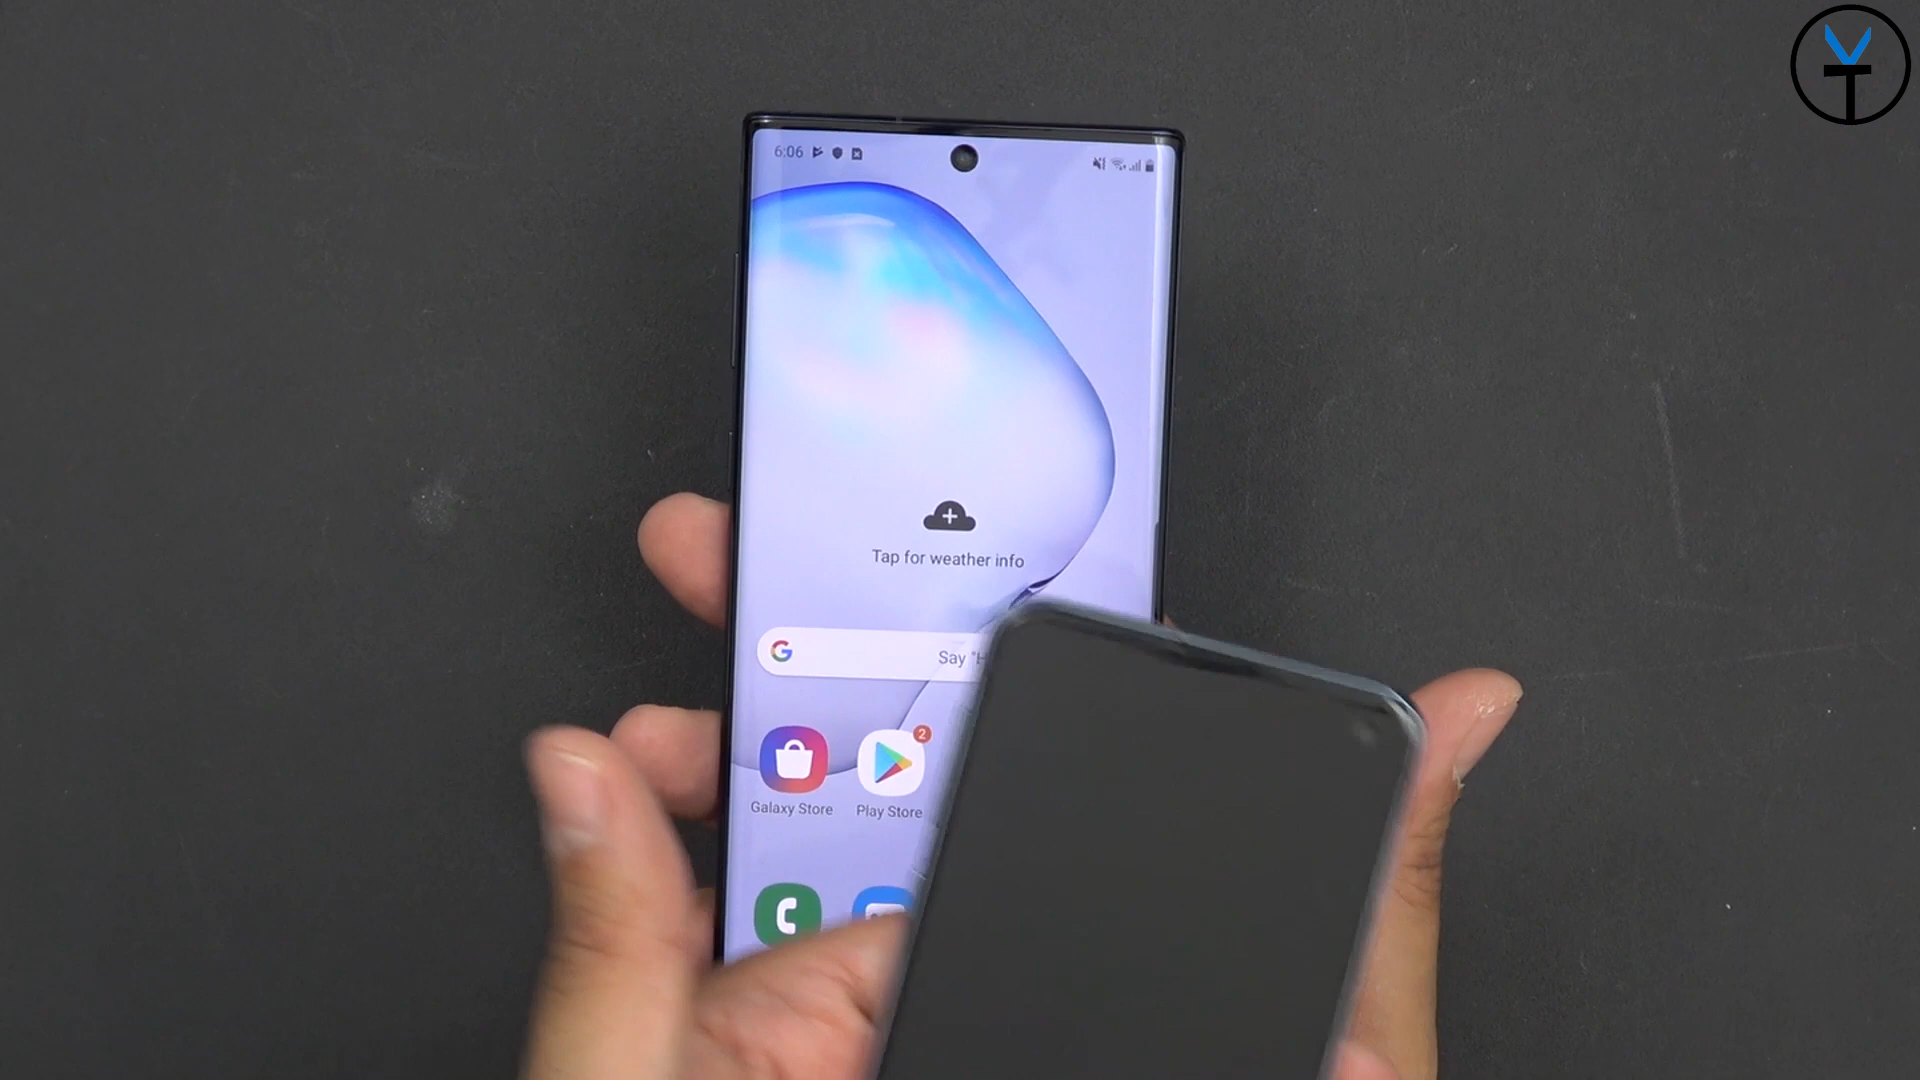 6:06
Tap for weather info
Say "H
2
Galaxy Store
Play Store